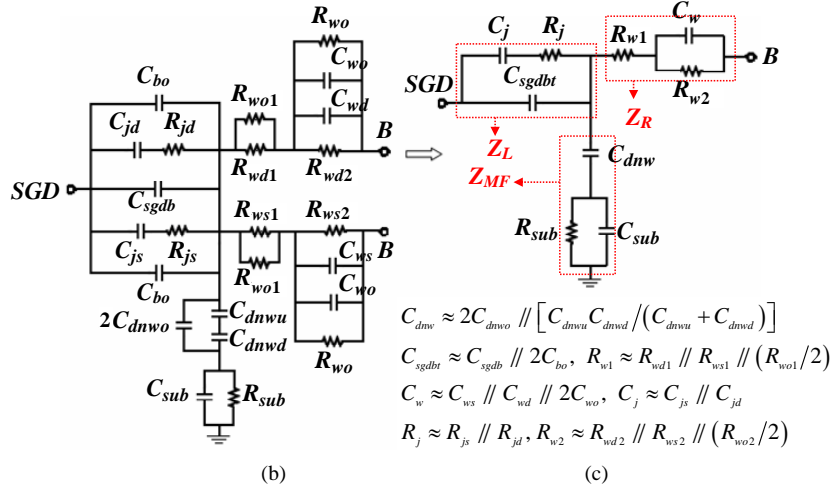 R_wo
C_wo
C_wd
C_bo
R_wo1
C_jd
R_jd
B
R_wd1
R_wd2
SGD
C_sgdb
R_ws1
R_ws2
C_js
R_js
B
C_ws
R_wo1
C_wo
C_bo
2C_dnwo
C_dnwu
C_dnwd
R_wo
C_sub
R_sub
(b)
C_j
R_j
R_w1
C_w
C_sgdbt
B
SGD
R_w2
Z_R
Z_L
C_dnw
Z_MF
R_sub
C_sub
C_dnw ≈ 2C_dnwo // [C_dnwu C_dnwd /(C_dnwu + C_dnwd)]
C_sgdbt ≈ C_sgdb // 2C_bo, R_w1 ≈ R_wd1 // R_ws1 // (R_wo1/2)
C_w ≈ C_ws // C_wd // 2C_wo, C_j ≈ C_js // C_jd
R_j ≈ R_js // R_jd, R_w2 ≈ R_wd2 // R_ws2 // (R_wo2/2)
(c)